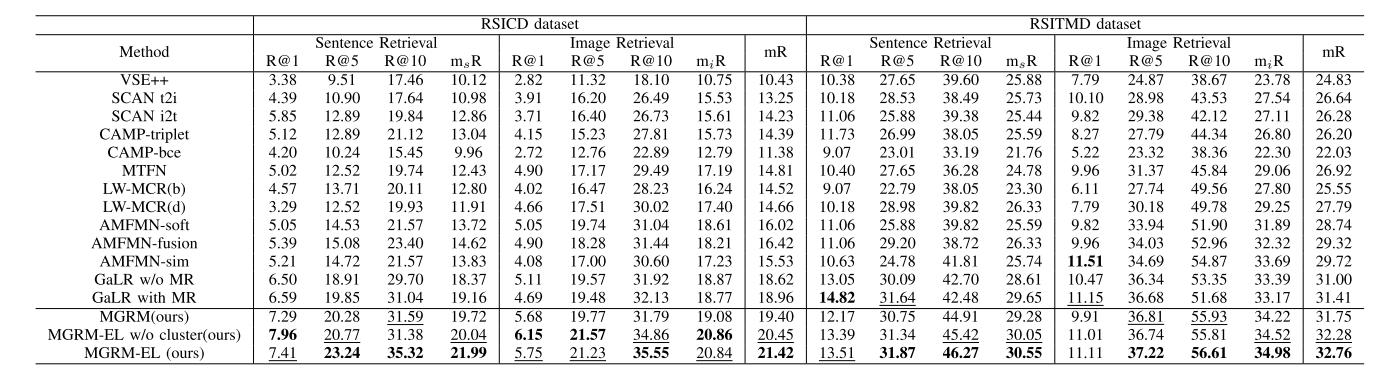 RSICD dataset RSITMD dataset
Method Sentence Retrieval Image Retrieval mR Sentence Retrieval Image Retrieval mR
R@1 R@5 R@10 msR R@1 R@5 R@10 miR R@1 R@5 R@10 msR R@1 R@5 R@10 miR
VSE++ 3.38 9.51 17.46 10.12 2.82 11.32 18.10 10.75 10.43 10.38 27.65 39.60 25.88 7.79 24.87 38.67 23.78 24.83
SCAN t2i 4.39 10.90 17.64 10.98 3.91 16.20 26.49 15.53 13.25 10.18 28.53 38.49 25.73 10.10 28.98 43.53 27.54 26.64
SCAN i2t 5.85 12.89 19.84 12.86 3.71 16.40 26.73 15.61 14.23 11.06 25.88 39.38 25.44 9.82 29.38 42.12 27.11 26.28
CAMP-triplet 5.12 12.89 21.12 13.04 4.15 15.23 27.81 15.73 14.39 11.73 26.99 38.05 25.59 8.27 27.79 44.34 26.80 26.20
CAMP-bce 4.20 10.24 15.45 9.96 2.72 12.76 22.89 12.79 11.38 9.07 23.01 33.19 21.76 5.22 23.32 38.36 22.30 22.03
MTFN 5.02 12.52 19.74 12.43 4.90 17.17 29.49 17.19 14.81 10.40 27.65 36.28 24.78 9.96 31.37 45.84 29.06 26.92
LW-MCR(b) 4.57 13.71 20.11 12.80 4.02 16.47 28.23 16.24 14.52 9.07 22.79 38.05 23.30 6.11 27.74 49.56 27.80 25.55
LW-MCR(d) 3.29 12.52 19.93 11.91 4.66 17.51 30.02 17.40 14.66 10.18 28.98 39.82 26.33 7.79 30.18 49.78 29.25 27.79
AMFMN-soft 5.05 14.53 21.57 13.72 5.05 19.74 31.04 18.61 16.02 11.06 25.88 39.82 25.59 9.82 33.94 51.90 31.89 28.74
AMFMN-fusion 5.39 15.08 23.40 14.62 4.90 18.28 31.44 18.21 16.42 11.06 29.20 38.72 26.33 9.96 34.03 52.96 32.32 29.32
AMFMN-sim 5.21 14.72 21.57 13.83 4.08 17.00 30.60 17.23 15.53 10.63 24.78 41.81 25.74 11.51 34.69 54.87 33.69 29.72
GaLR w/o MR 6.50 18.91 29.70 18.37 5.11 19.57 31.92 18.87 18.62 13.05 30.09 42.70 28.61 10.47 36.34 53.35 33.39 31.00
GaLR with MR 6.59 19.85 31.04 19.16 4.69 19.48 32.13 18.77 18.96 14.82 31.64 42.48 29.65 11.15 36.68 51.68 33.17 31.41
MGRM(ours) 7.29 20.28 31.59 19.72 5.68 19.77 31.79 19.08 19.40 12.17 30.75 44.91 29.28 9.91 36.81 55.93 34.22 31.75
MGRM-EL w/o cluster(ours) 7.96 20.77 31.38 20.04 6.15 21.57 34.86 20.86 20.45 13.39 31.34 45.42 30.05 11.01 36.74 55.81 34.52 32.28
MGRM-EL (ours) 7.41 23.24 35.32 21.99 5.75 21.23 35.55 20.84 21.42 13.51 31.87 46.27 30.55 11.11 37.22 56.61 34.98 32.76